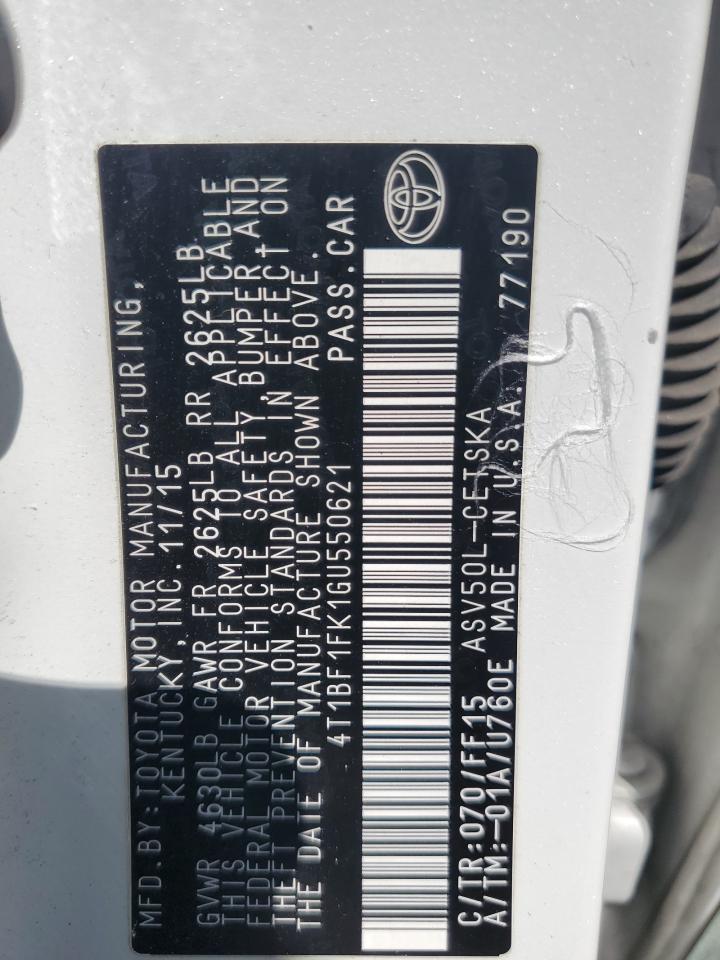 MFD.BY:TOYOTA MOTOR MANUFACTURING,
KENTUCKY,INC.11/15
GVWR 4630LB GAWR FR 2625LB RR 2625LB
THIS VEHICLE CONFORMS TO ALL APPLICABLE
FEDERAL MOTOR VEHICLE SAFETY, BUMPER AND
THEFT PREVENTION STANDARDS IN EFFECT ON
THE DATE OF MANUFACTURE SHOWN ABOVE.
4T1BF1FK1GU550621 PASS.CAR
C/TR:070/FF15 ASV50L-CETSKA
A/TM:-01A/U760E MADE IN U.S.A. 77190